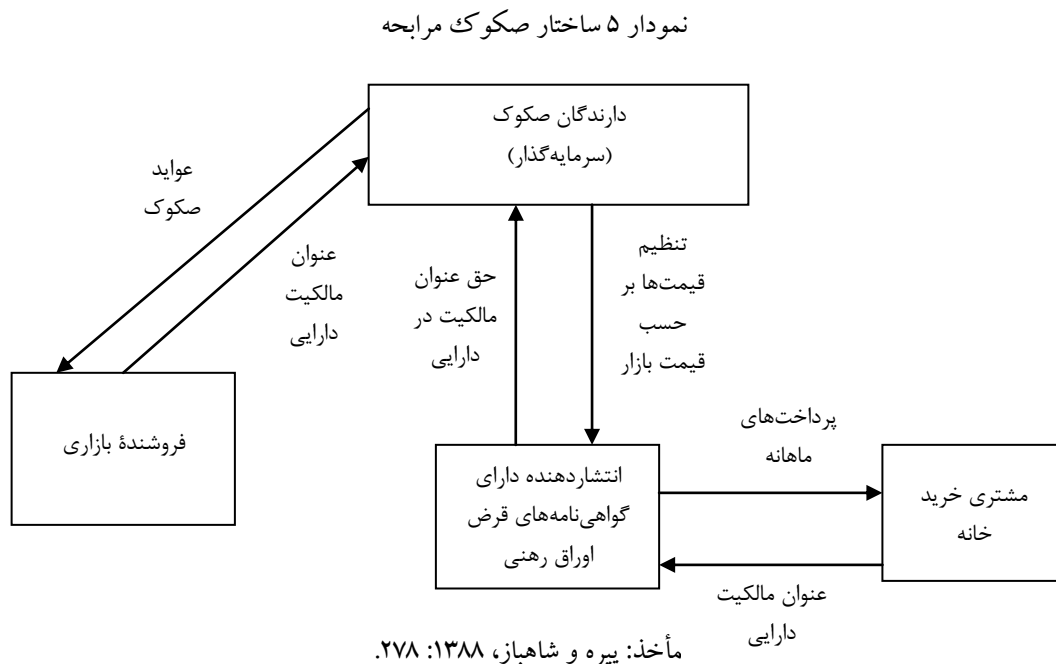 نمودار ۵ ساختار صکوک مرابحه
دارندگان صکوک
(سرمایه‌گذار)
عواید
صکوک
عنوان
مالکیت
دارایی
حق عنوان
مالکیت در
دارایی
تنظیم
قیمت‌ها بر
حسب
قیمت بازار
فروشندهٔ بازاری
پرداخت‌های
ماهانه
انتشاردهنده دارای
گواهی‌نامه‌های قرض
اوراق رهنی
مشتری خرید
خانه
عنوان مالکیت
دارایی
مأخذ: پیره و شاهباز، ۱۳۸۸: ۲۷۸.